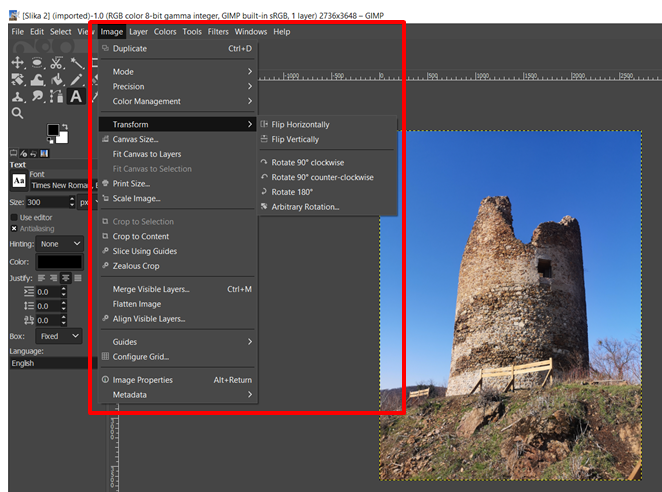 [Slika 2] (imported)-1.0 (RGB color 8-bit gamma integer, GIMP built-in sRGB, 1 layer) 2736x3648 – GIMP
File Edit Select View Image Layer Colors Tools Filters Windows Help
Duplicate Ctrl+D
Mode
Precision
Color Management
Transform
Canvas Size...
Fit Canvas to Layers
Fit Canvas to Selection
Print Size...
Scale Image...
Crop to Selection
Crop to Content
Slice Using Guides
Zealous Crop
Merge Visible Layers... Ctrl+M
Flatten Image
Align Visible Layers...
Guides
Configure Grid...
Image Properties Alt+Return
Metadata
Flip Horizontally
Flip Vertically
Rotate 90° clockwise
Rotate 90° counter-clockwise
Rotate 180°
Arbitrary Rotation...
-1000 -500 0 500 1000 1500 2000 2500
A
Text
Font
Aa
Times New Roman,
Size: 300 px
Use editor
Antialiasing
Hinting: None
Color:
Justify:
0.0
0.0
0.0
Box: Fixed
Language:
English